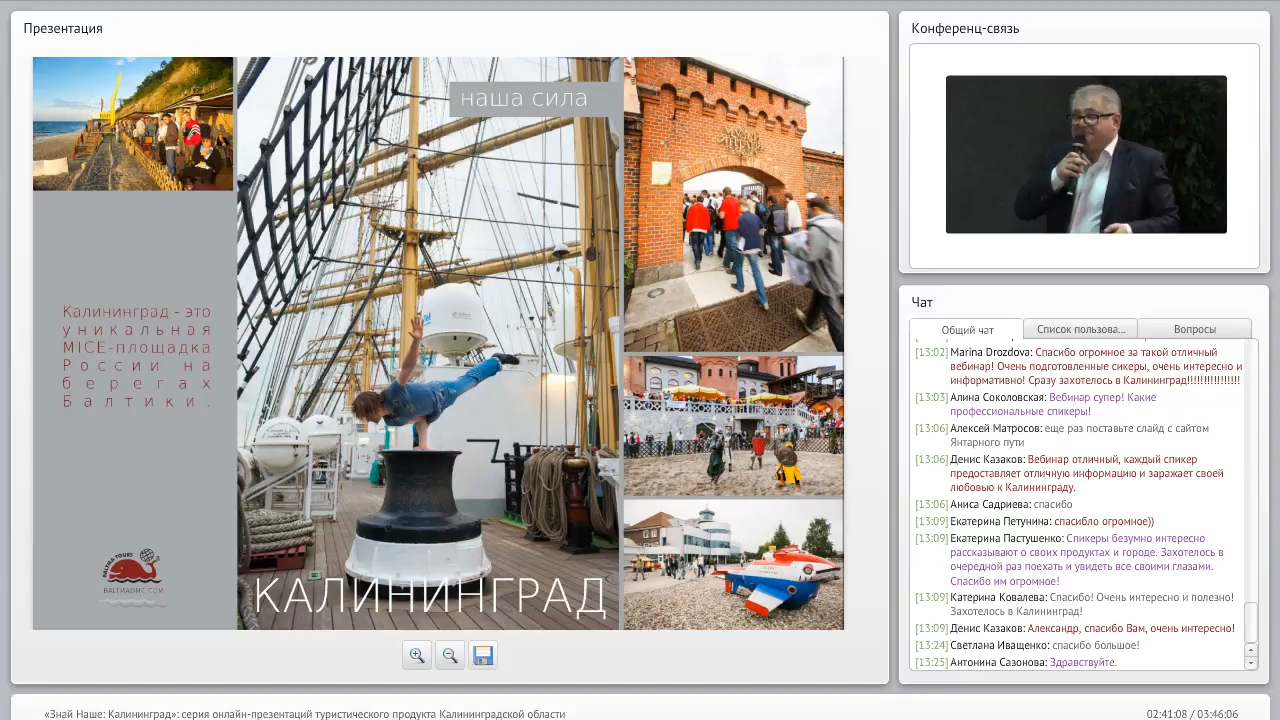 Презентация
наша сила
Калининград - это
уникальная
MICE-площадка
России на
берегах
Балтики.
BALTMA TOURS
BALTMADMC.COM
КАЛИНИНГРАД
Конференц-связь
Чат
Общий чат
Список пользова...
Вопросы
[13:02] Marina Drozdova: Спасибо огромное за такой отличный
вебинар! Очень подготовленные сикеры, очень интересно и
информативно! Сразу захотелось в Калининград!!!!!!!!!!!!!!!
[13:03] Алина Соколовская: Вебинар супер! Какие
профессиональные спикеры!
[13:06] Алексей Матросов: еще раз поставьте слайд с сайтом
Янтарного пути
[13:06] Денис Казаков: Вебинар отличный, каждый спикер
предоставляет отличную информацию и заражает своей
любовью к Калининграду.
[13:06] Аниса Садриева: спасибо
[13:09] Екатерина Петунина: спасибло огромное))
[13:09] Екатерина Пастушенко: Спикеры безумно интересно
рассказывают о своих продуктах и городе. Захотелось в
очередной раз поехать и увидеть все своими глазами.
Спасибо им огромное!
[13:09] Катерина Ковалева: Спасибо! Очень интересно и полезно!
Захотелось в Калининград!
[13:09] Денис Казаков: Александр, спасибо Вам, очень интересно!
[13:24] Светлана Иващенко: спасибо большое!
[13:25] Антонина Сазонова: Здравствуйте.
«Знай Наше: Калининград»: серия онлайн-презентаций туристического продукта Калининградской области
02:41:08 / 03:46:06